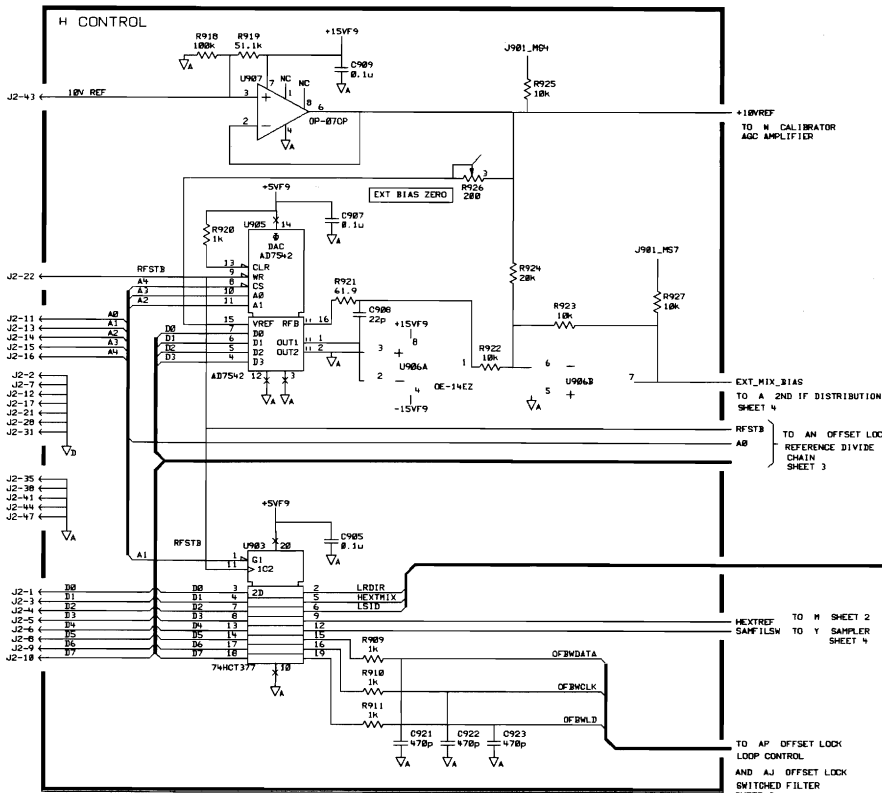 H CONTROL
R918
100k
R919
51.1k
+15VF9
C909
0.1u
U907
NC
NC
7
1
8
3
+
6
2
-
4
OP-07CP
A
A
A
J2-43
10V REF
J901_MS4
R925
10k
+10VREF
TO N CALIBRATOR
AGC AMPLIFIER
EXT BIAS ZERO
3
R926
200
+5VF9
C907
0.1u
A
U905
14
R920
1k
DAC
AD7542
13
CLR
J2-22
RFSTB
9
WR
A4
8
CS
A3
10
A0
A2
11
A1
R924
20k
J901_MS7
R927
10k
R923
10k
R921
61.9
C908
22p
15
VREF
RFB
16
D0
7
D0
D1
6
D1
OUT1
1
D2
5
D2
OUT2
2
D3
4
D3
AD7542
12
3
A
A
A
+15VF9
8
3
+
U906A
2
-
4
OE-14EZ
-15VF9
1
R922
10k
6
-
U906B
5
+
7
A
EXT_MIX_BIAS
TO A 2ND IF DISTRIBUTION
SHEET 4
J2-11
A0
J2-13
A1
J2-14
A2
J2-15
A3
J2-16
A4
J2-2
J2-7
J2-12
J2-17
J2-21
J2-28
J2-31
D
RFSTB
A0
TO AN OFFSET LOC
REFERENCE DIVIDE
CHAIN
SHEET 3
J2-35
J2-38
J2-41
J2-44
J2-47
A
+5VF9
C905
0.1u
A
U903
20
RFSTB
A1
1
G1
11
1C2
J2-1
D0
D0
3
2D
2
LRDIR
J2-3
D1
D1
4
5
HEXTMIX
J2-4
D2
D2
7
6
LSID
J2-5
D3
D3
8
9
HEXTREF
TO M SHEET 2
J2-6
D4
D4
13
12
SAMFILSW
TO Y SAMPLER
SHEET 4
J2-8
D5
D5
14
15
J2-9
D6
D6
17
16
J2-10
D7
D7
18
19
74HCT377
10
A
R909
1k
OFBWDATA
R910
1k
OFBWCLK
R911
1k
OFBWLD
C921
470p
C922
470p
C923
470p
A
A
A
TO AP OFFSET LOCK
LOOP CONTROL
AND AJ OFFSET LOCK
SWITCHED FILTER